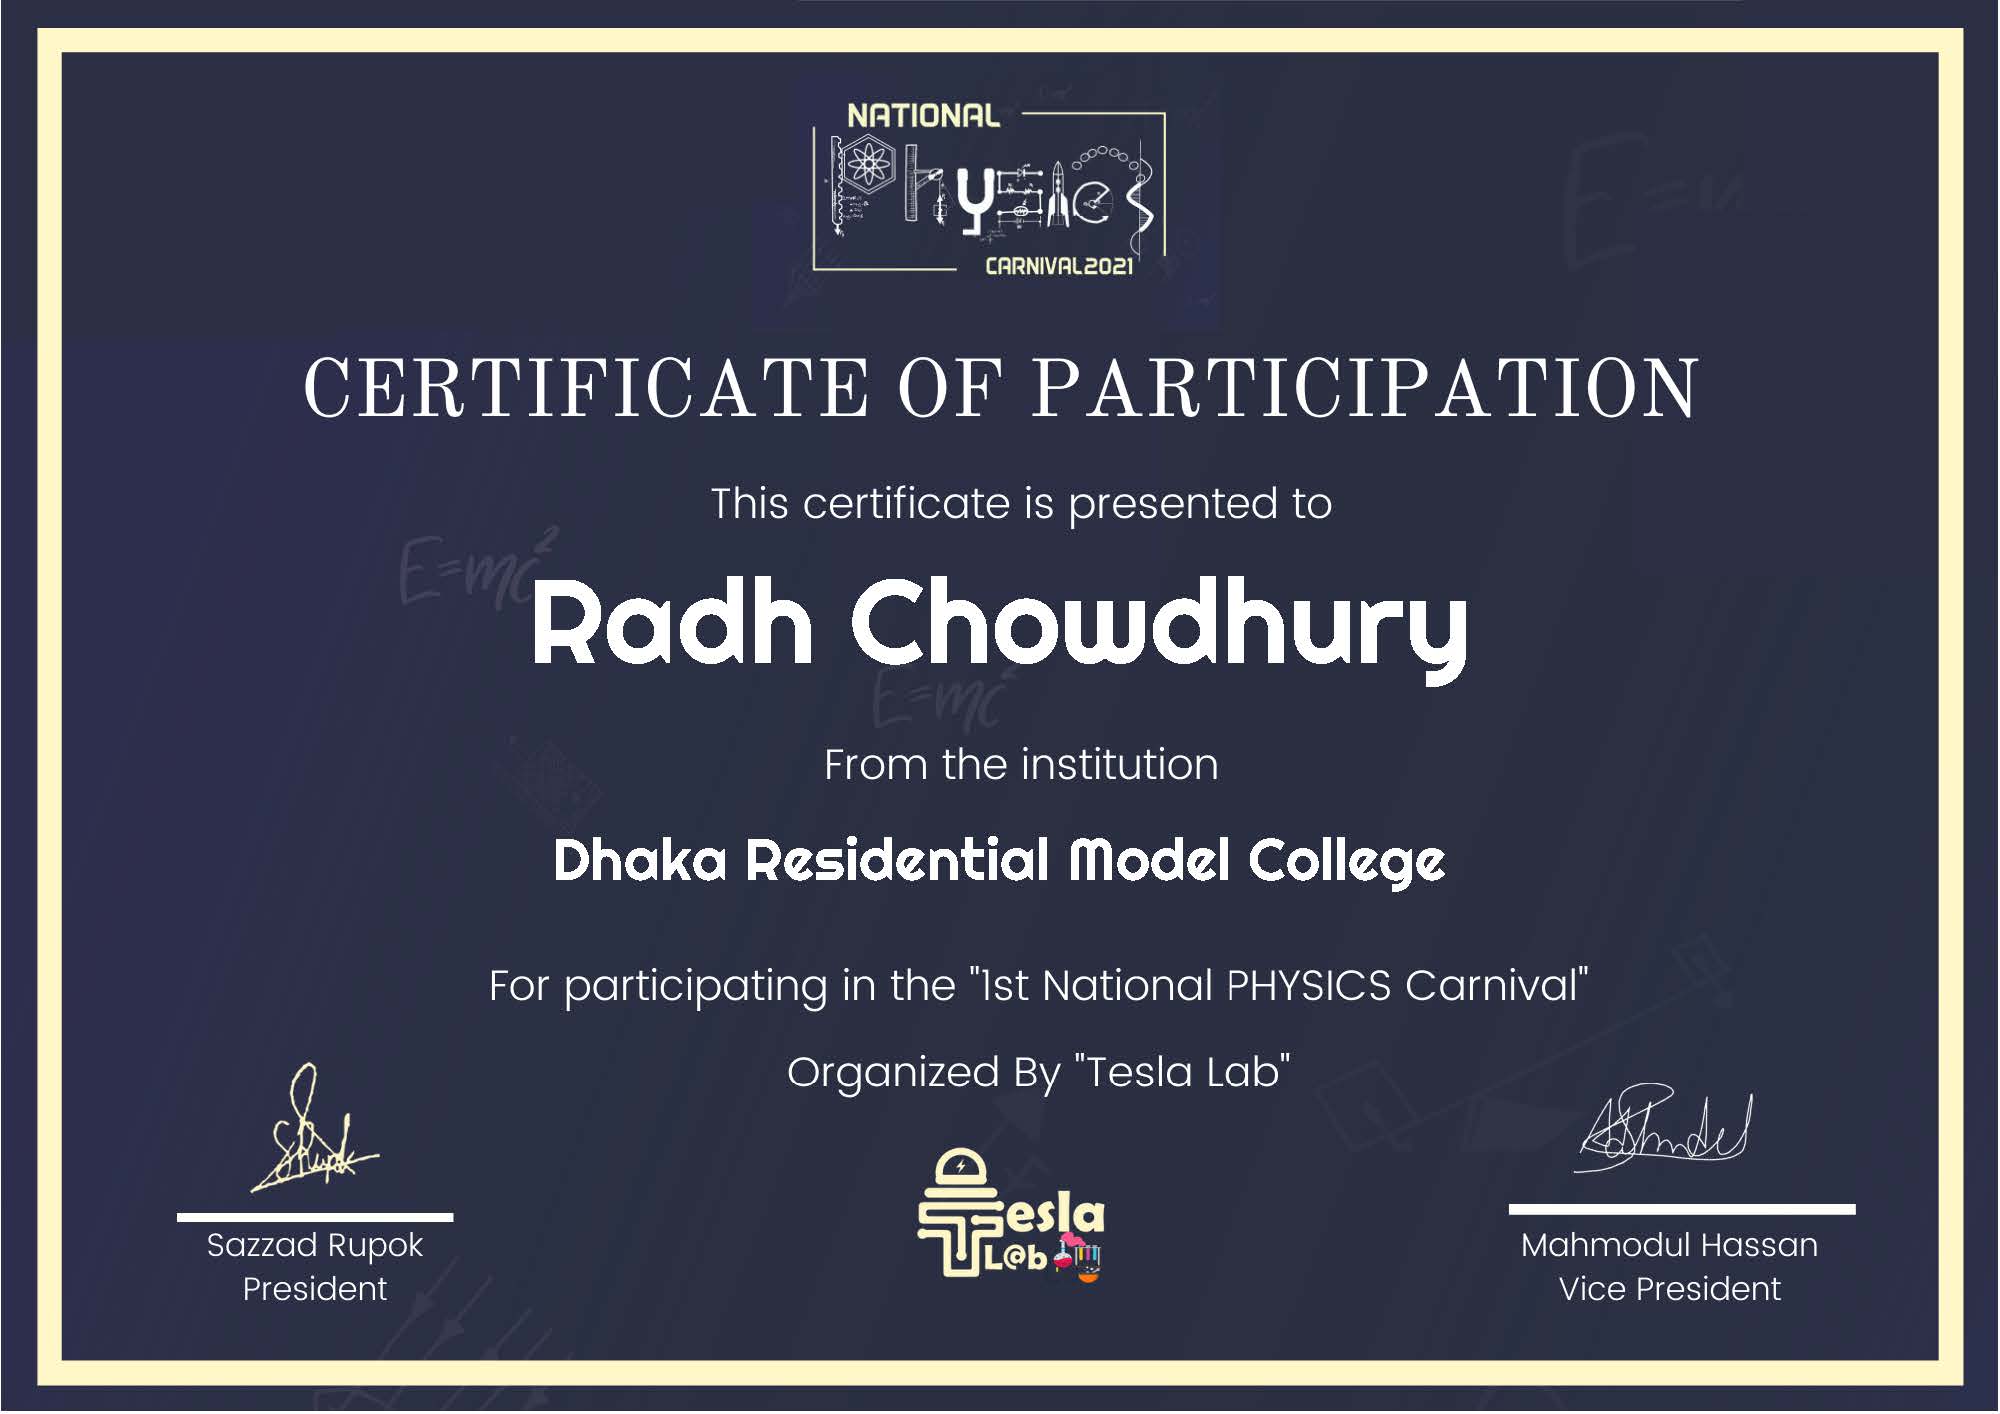 NATIONAL
Physics
CARNIVAL2021
CERTIFICATE OF PARTICIPATION
This certificate is presented to
E=mc²
Radh Chowdhury
E=mc²
From the institution
Dhaka Residential Model College
For participating in the "1st National PHYSICS Carnival"
Organized By "Tesla Lab"
Tesla
L@b
Sazzad Rupok
President
Mahmodul Hassan
Vice President